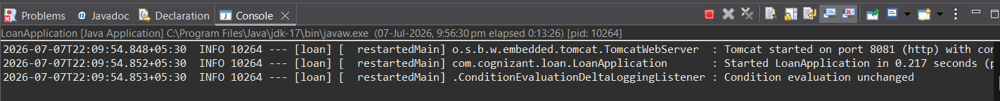 Problems @ Javadoc Declaration Console
LoanApplication [Java Application] C:\Program Files\Java\jdk-17\bin\javaw.exe (07-Jul-2026, 9:56:30 pm elapsed 0:13:26) [pid: 10264]
2026-07-07T22:09:54.848+05:30  INFO 10264 --- [loan] [  restartedMain] o.s.b.w.embedded.tomcat.TomcatWebServer  : Tomcat started on port 8081 (http) with con
2026-07-07T22:09:54.852+05:30  INFO 10264 --- [loan] [  restartedMain] com.cognizant.loan.LoanApplication       : Started LoanApplication in 0.217 seconds (p
2026-07-07T22:09:54.853+05:30  INFO 10264 --- [loan] [  restartedMain] .ConditionEvaluationDeltaLoggingListener : Condition evaluation unchanged